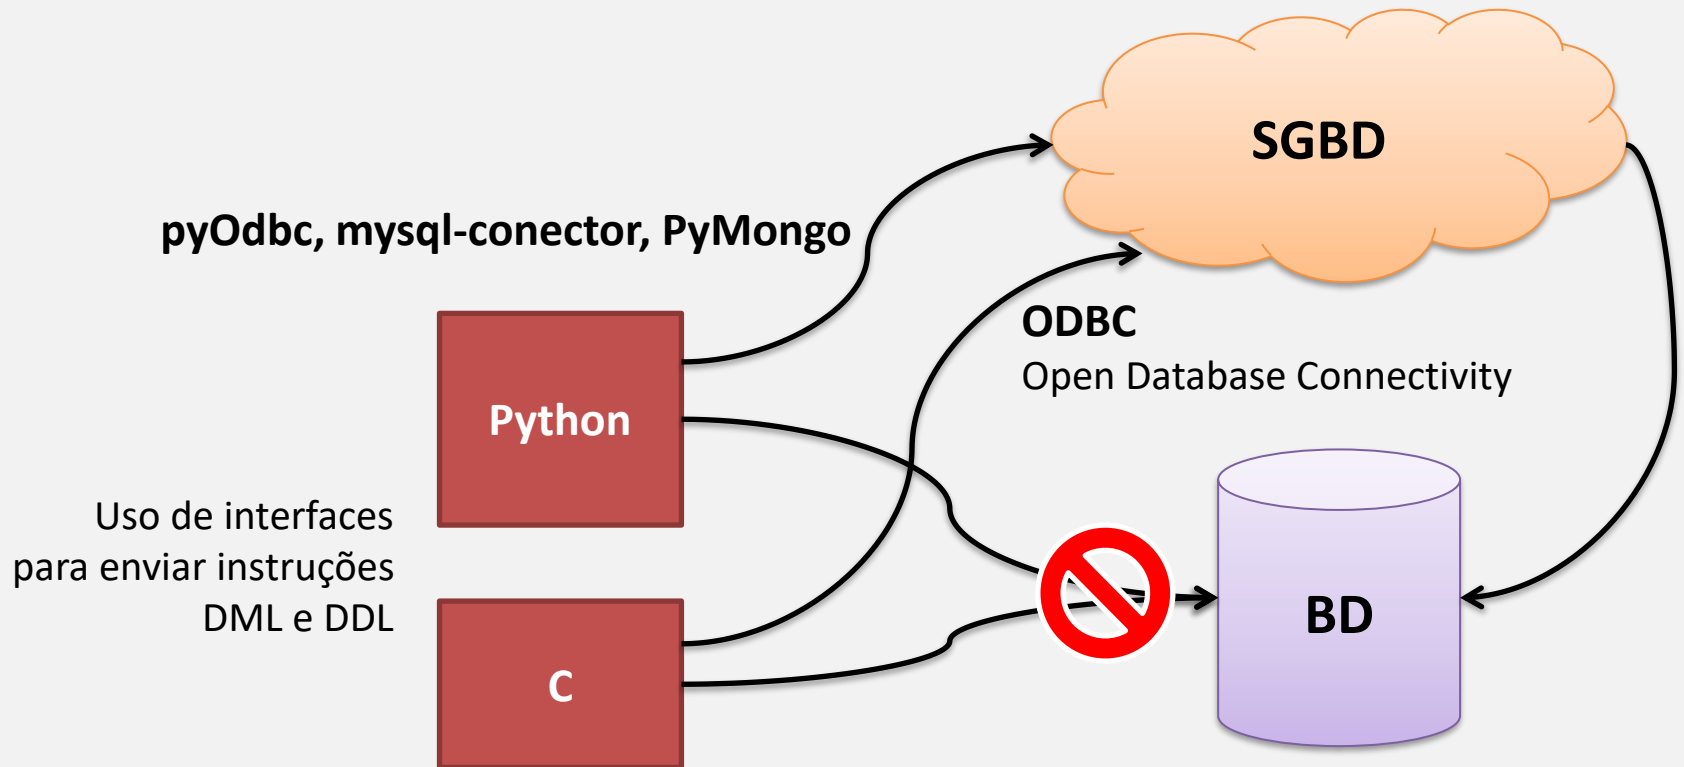 SGBD
pyOdbc, mysql-conector, PyMongo
ODBC
Open Database Connectivity
Python
Uso de interfaces
para enviar instruções
DML e DDL
BD
C